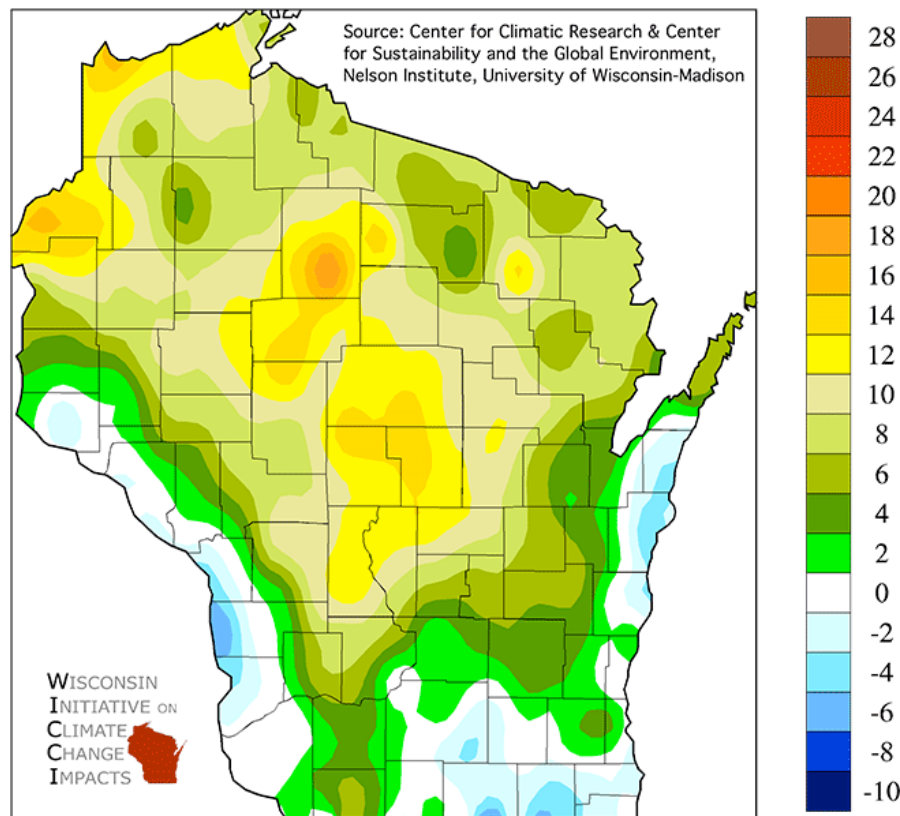 Source: Center for Climatic Research & Center
for Sustainability and the Global Environment,
Nelson Institute, University of Wisconsin-Madison
28
26
24
22
20
18
16
14
12
10
8
6
4
2
0
-2
-4
-6
-8
-10
WISCONSIN
INITIATIVE ON
CLIMATE
CHANGE
IMPACTS